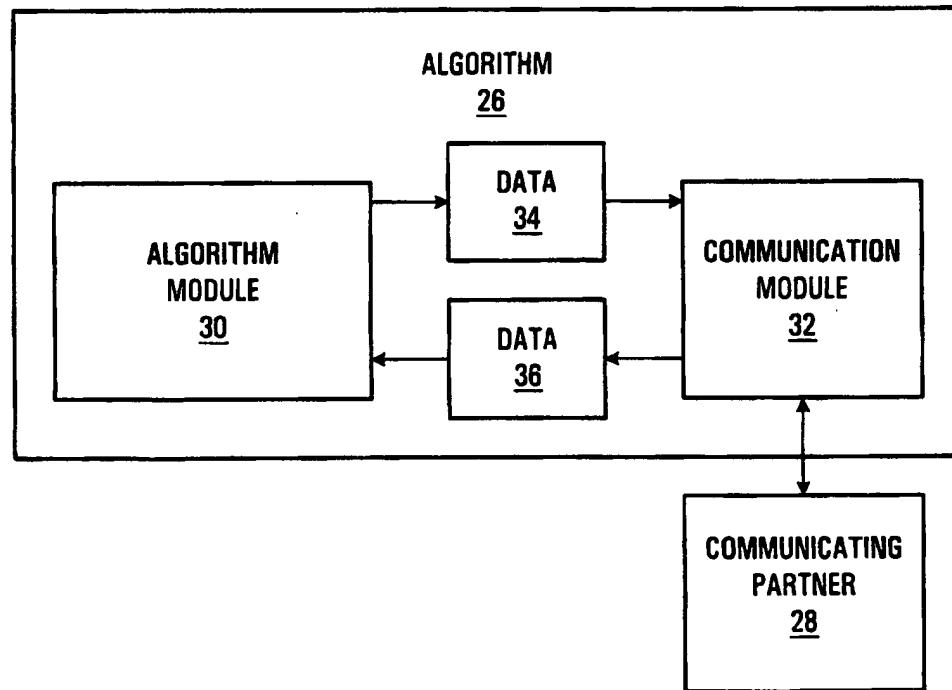 ALGORITHM
26
DATA
34
ALGORITHM
MODULE
30
COMMUNICATION
MODULE
32
DATA
36
COMMUNICATING
PARTNER
28